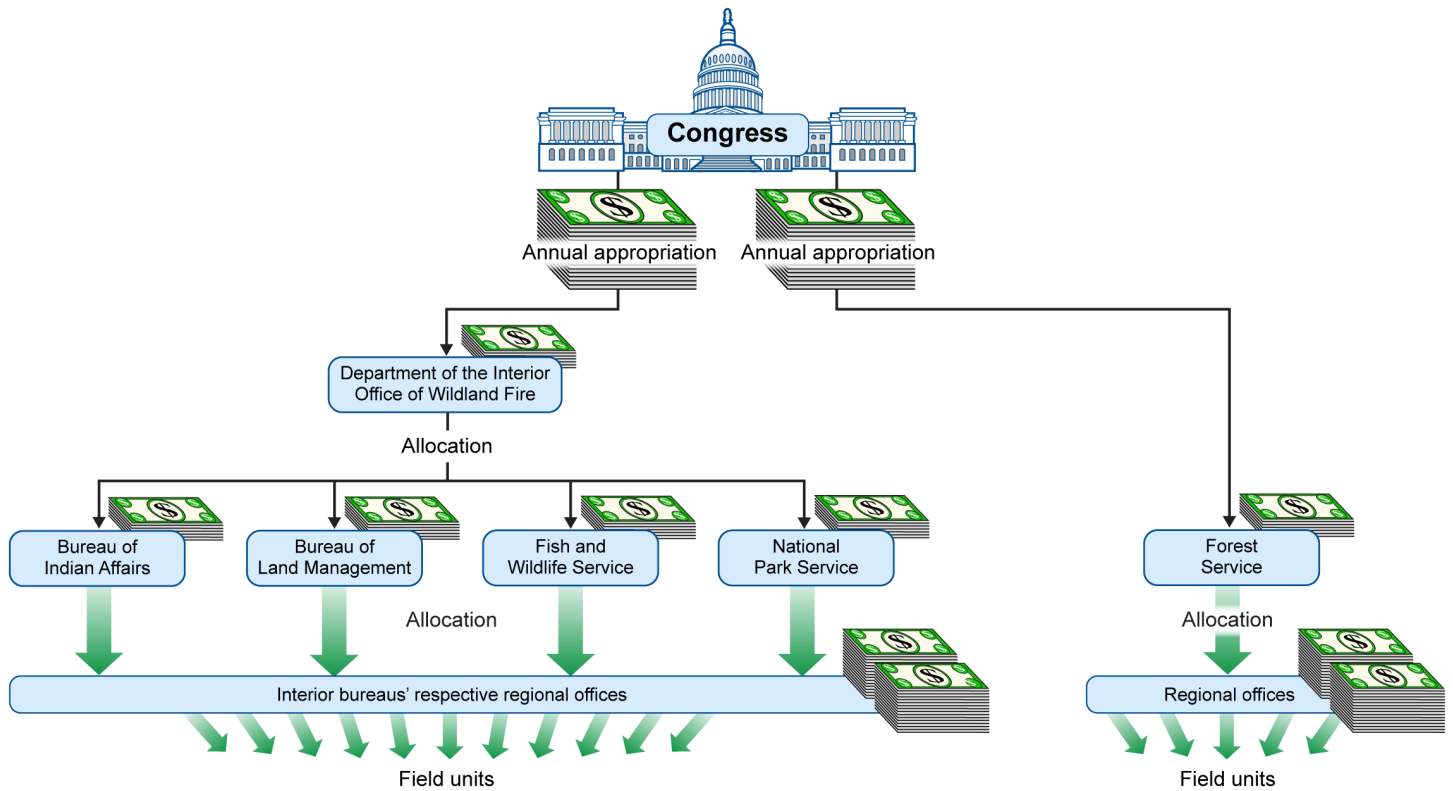 Congress
Annual appropriation
Annual appropriation
Department of the Interior
Office of Wildland Fire
Allocation
Bureau of
Indian Affairs
Bureau of
Land Management
Fish and
Wildlife Service
National
Park Service
Forest
Service
Allocation
Allocation
Interior bureaus’ respective regional offices
Regional offices
Field units
Field units